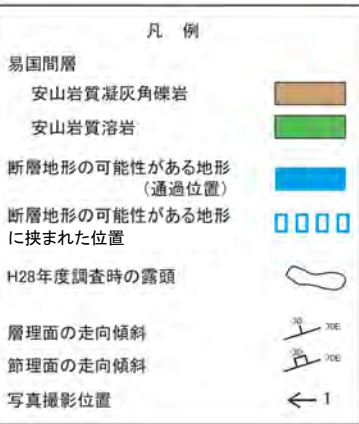 凡 例
易国間層
安山岩質凝灰角礫岩
安山岩質溶岩
断層地形の可能性がある地形
(通過位置)
断層地形の可能性がある地形
に挟まれた位置
H28年度調査時の露頭
層理面の走向傾斜 30 70E
節理面の走向傾斜 30 70E
写真撮影位置 ← 1